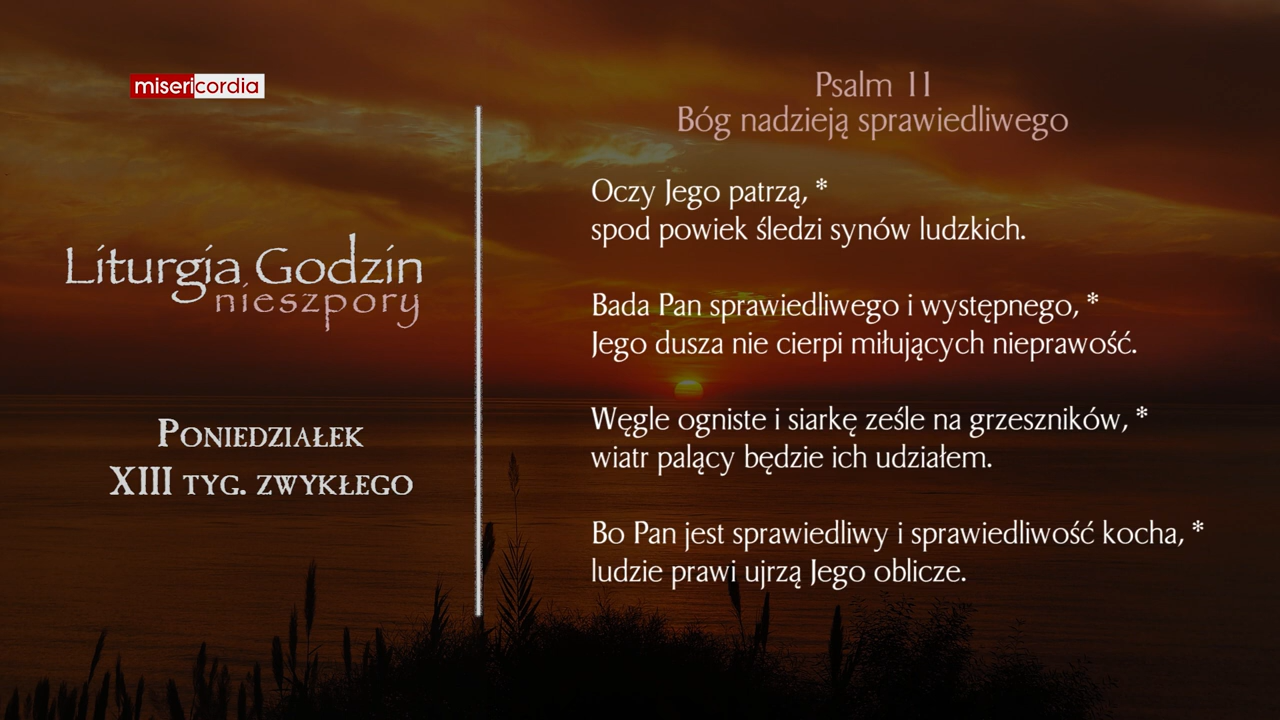 misericordia
Liturgia Godzin
nieszpory
Poniedziałek
XIII tyg. zwykłego
Psalm 11
Bóg nadzieją sprawiedliwego
Oczy Jego patrzą, *
spod powiek śledzi synów ludzkich.
Bada Pan sprawiedliwego i występnego, *
Jego dusza nie cierpi miłujących nieprawość.
Węgle ogniste i siarkę ześle na grzeszników, *
wiatr palący będzie ich udziałem.
Bo Pan jest sprawiedliwy i sprawiedliwość kocha, *
ludzie prawi ujrzą Jego oblicze.